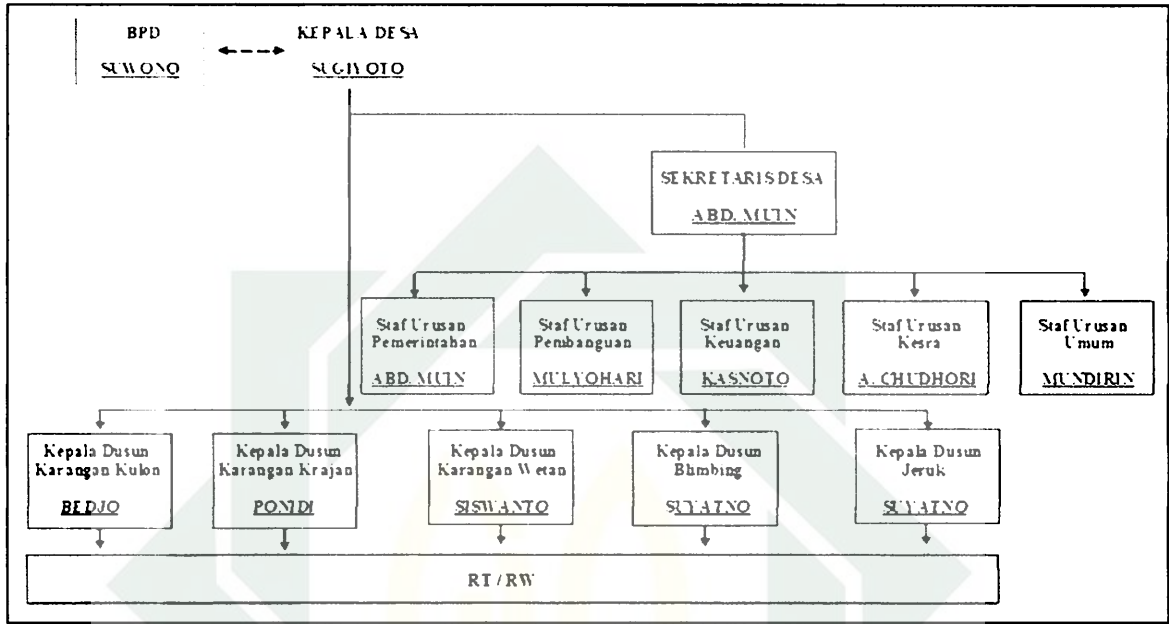 BPD
SUWONO
KEPALA DESA
SUGIYOTO
SEKRETARIS DESA
ABD. MUIN
Staf Urusan
Pemerintahan
ABD. MUIN
Staf Urusan
Pembanguan
MULYOHARI
Staf Urusan
Keuangan
KASNOTO
Staf Urusan
Kesra
A. CHUDHORI
Staf Urusan
Umum
MUNDIRIN
Kepala Dusun
Karangan Kulon
BEDJO
Kepala Dusun
Karangan Krajan
PONIDI
Kepala Dusun
Karangan Wetan
SISWANTO
Kepala Dusun
Blimbing
SUYATNO
Kepala Dusun
Jeruk
SUYATNO
RT / RW